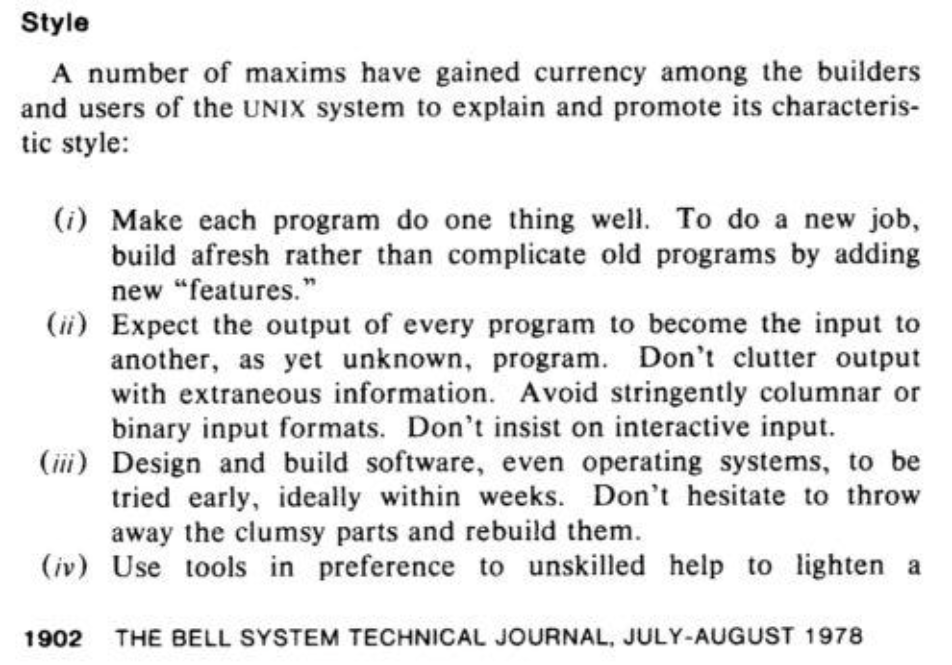 Style
A number of maxims have gained currency among the builders
and users of the UNIX system to explain and promote its characteris-
tic style:
(i) Make each program do one thing well. To do a new job,
build afresh rather than complicate old programs by adding
new “features.”
(ii) Expect the output of every program to become the input to
another, as yet unknown, program. Don't clutter output
with extraneous information. Avoid stringently columnar or
binary input formats. Don't insist on interactive input.
(iii) Design and build software, even operating systems, to be
tried early, ideally within weeks. Don't hesitate to throw
away the clumsy parts and rebuild them.
(iv) Use tools in preference to unskilled help to lighten a
1902 THE BELL SYSTEM TECHNICAL JOURNAL, JULY-AUGUST 1978